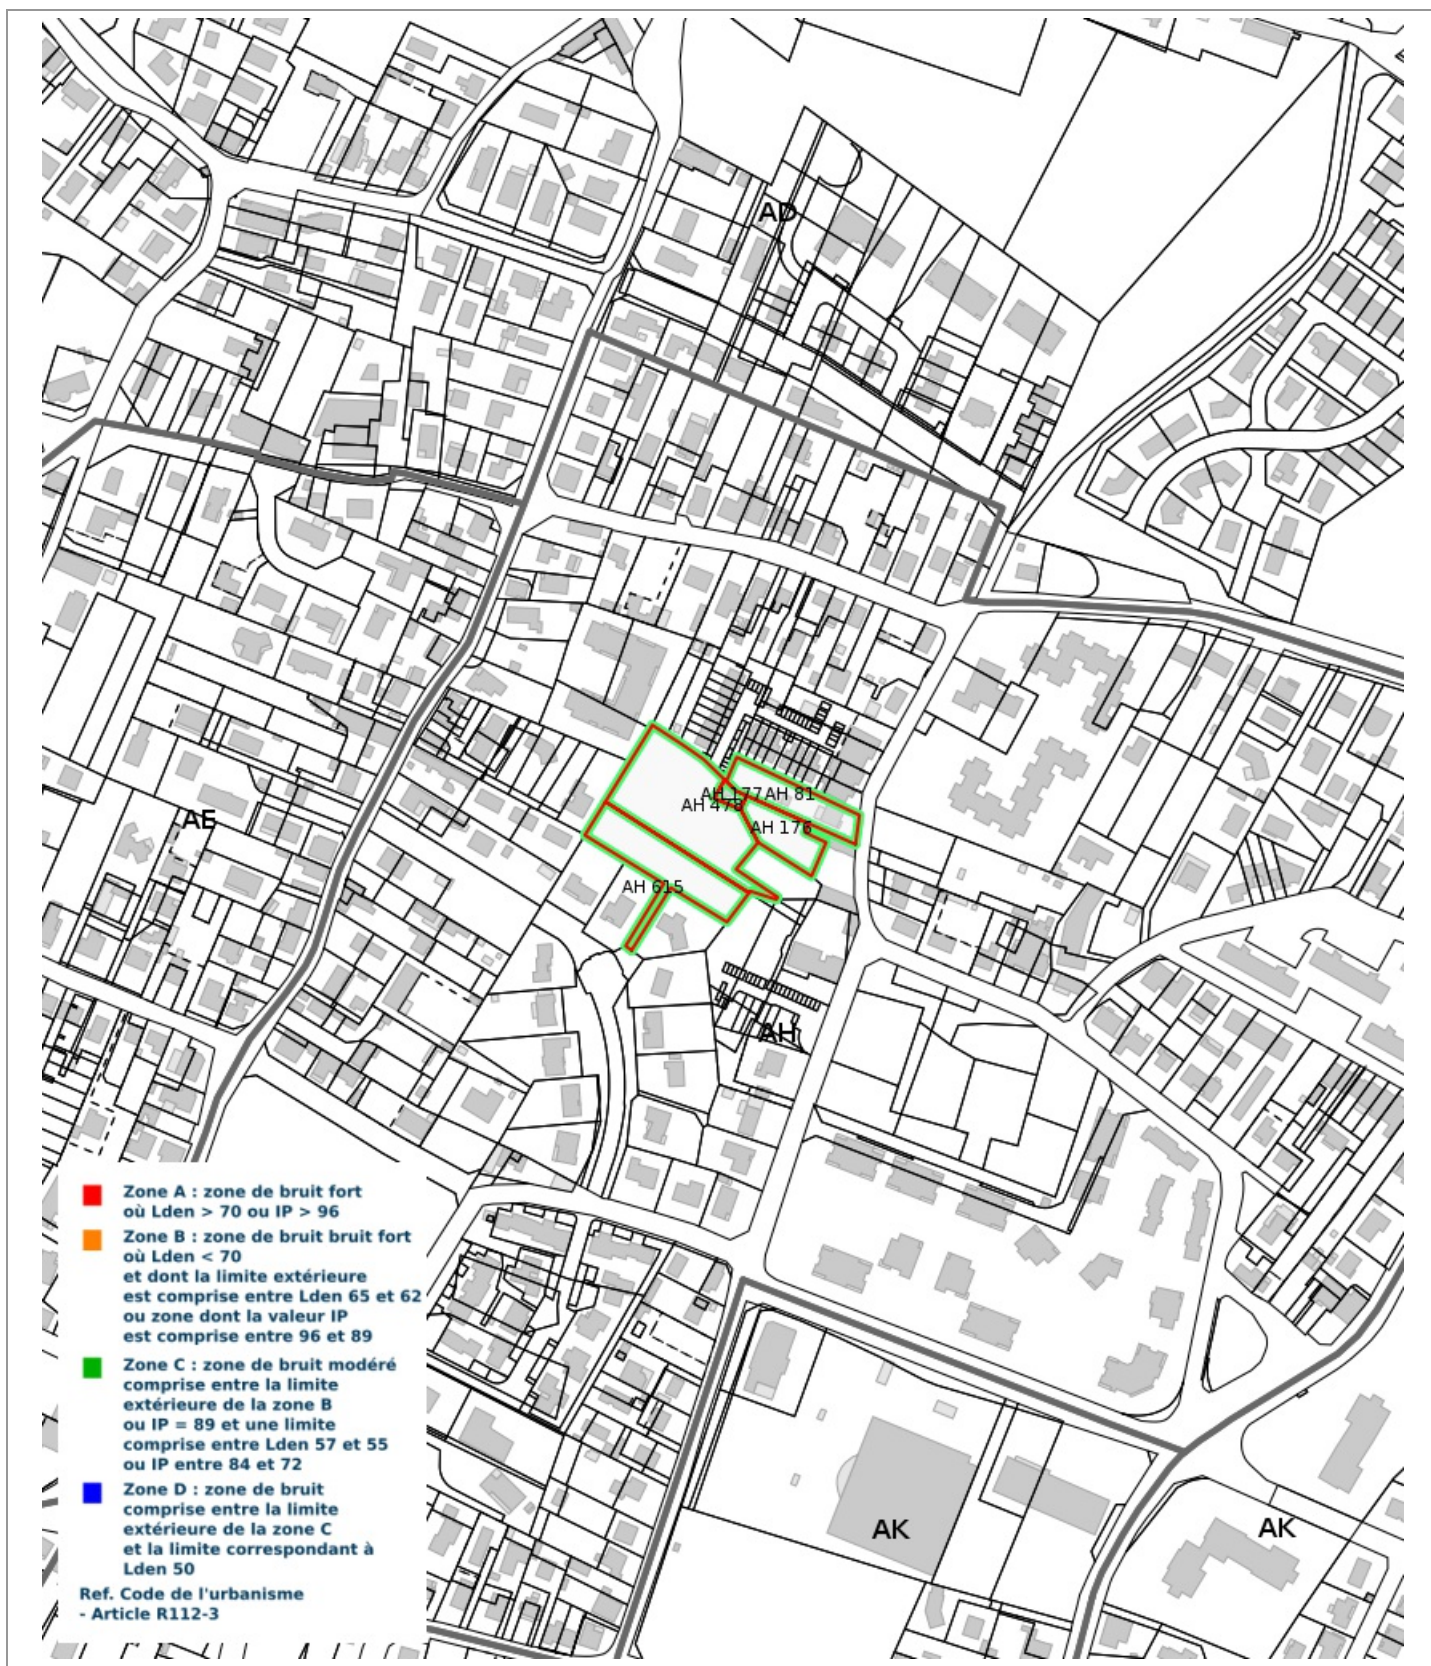 AD
AE
AH 177
AH 81
AH 478
AH 176
AH 615
AH
Zone A : zone de bruit fort
où Lden > 70 ou IP > 96
Zone B : zone de bruit bruit fort
où Lden < 70
et dont la limite extérieure
est comprise entre Lden 65 et 62
ou zone dont la valeur IP
est comprise entre 96 et 89
Zone C : zone de bruit modéré
comprise entre la limite
extérieure de la zone B
ou IP = 89 et une limite
comprise entre Lden 57 et 55
ou IP entre 84 et 72
Zone D : zone de bruit
comprise entre la limite
extérieure de la zone C
et la limite correspondant à
Lden 50
Ref. Code de l'urbanisme
- Article R112-3
AK
AK